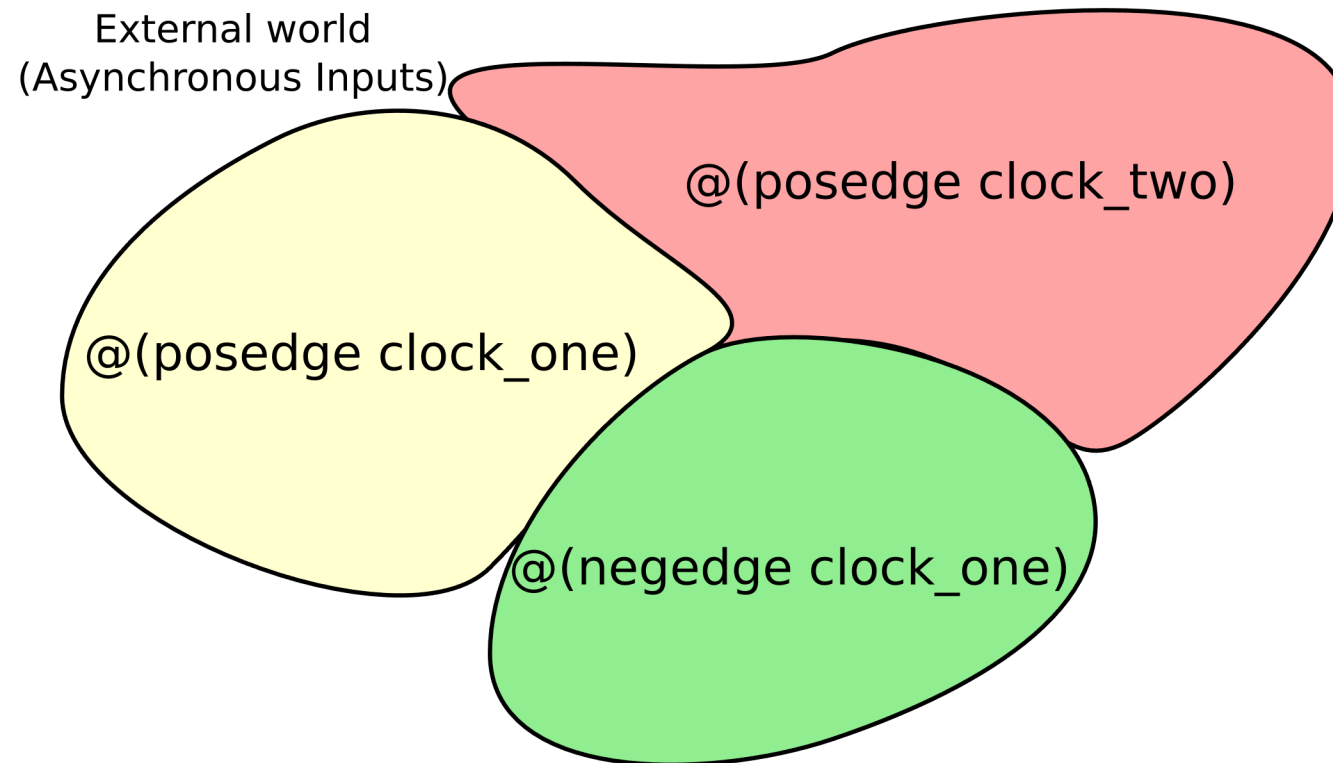 External world
(Asynchronous Inputs)
@(posedge clock_two)
@(posedge clock_one)
@(negedge clock_one)